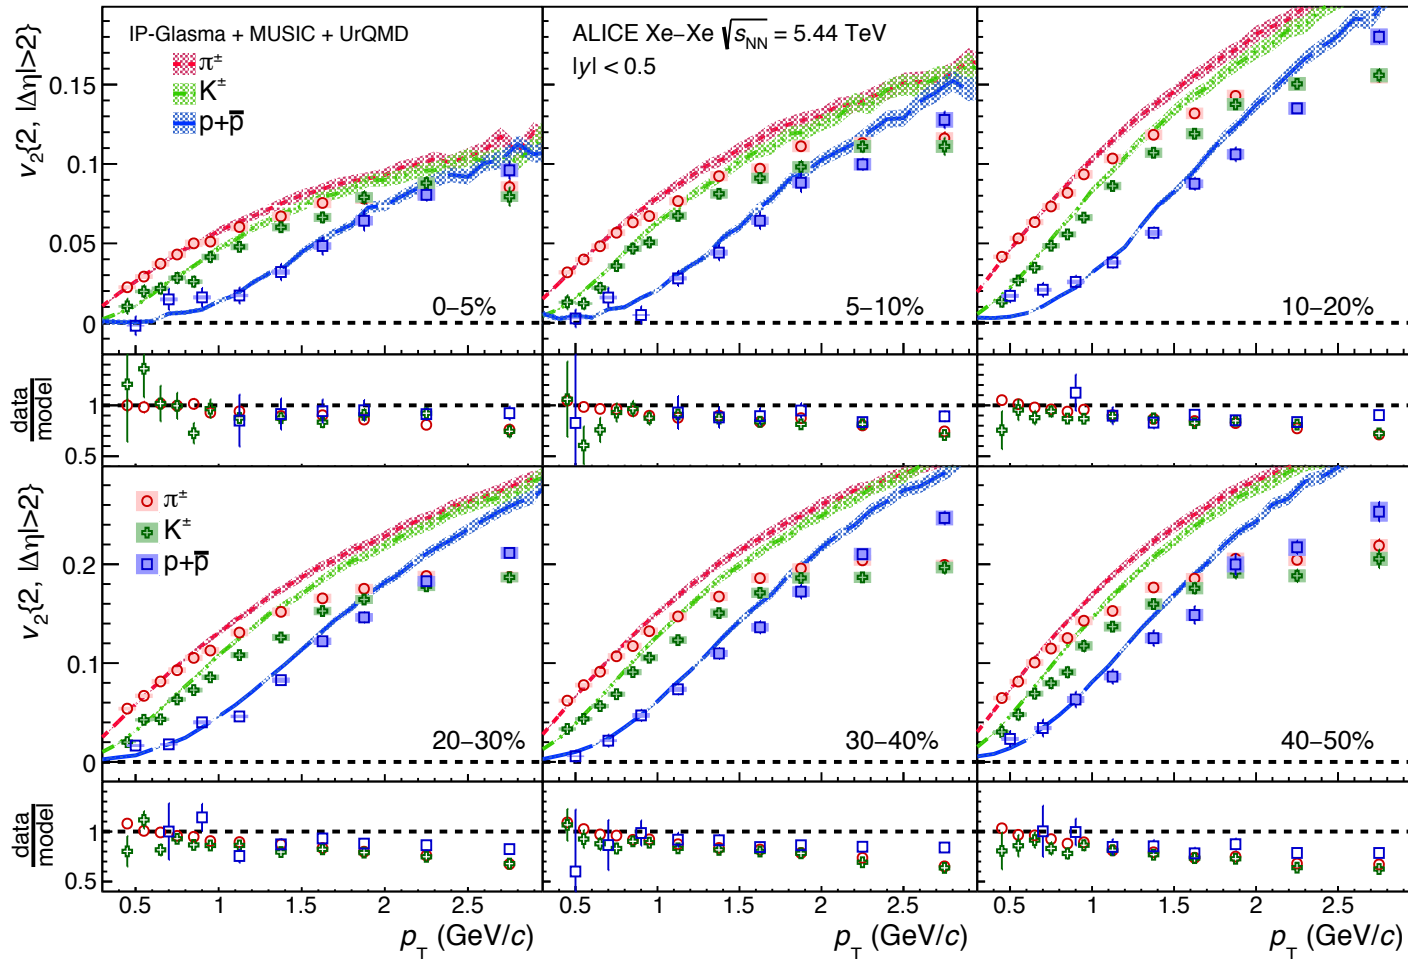 IP-Glasma + MUSIC + UrQMD
π±
K±
p+p̅
ALICE Xe–Xe √sNN = 5.44 TeV
|y| < 0.5
v2{2, |Δη|>2}
0.15
0.1
0.05
0
0–5%
5–10%
10–20%
data
model
1
0.5
v2{2, |Δη|>2}
π±
K±
p+p̅
0.2
0.1
0
20–30%
30–40%
40–50%
data
model
1
0.5
0.5 1 1.5 2 2.5
0.5 1 1.5 2 2.5
0.5 1 1.5 2 2.5
pT (GeV/c)
pT (GeV/c)
pT (GeV/c)